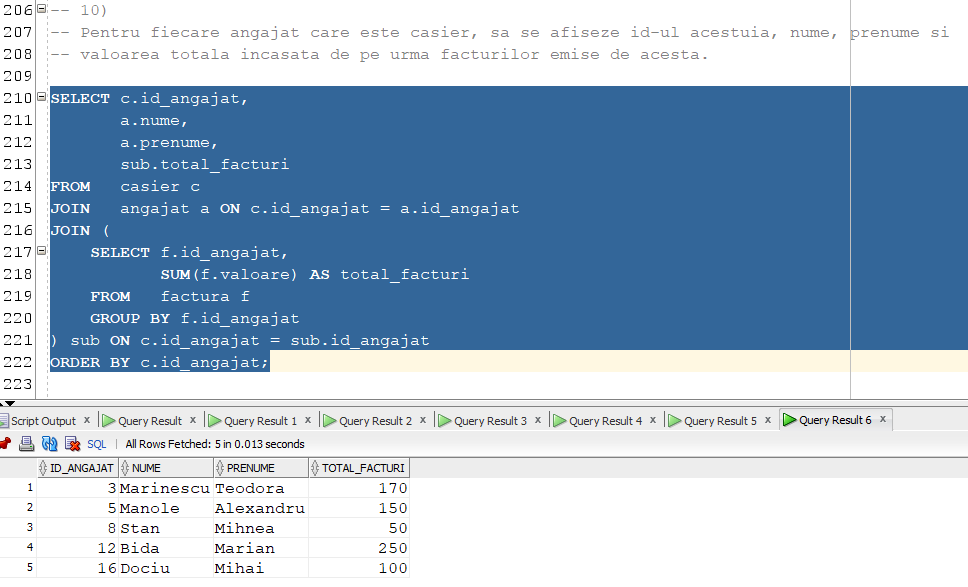 206 -- 10)
207 -- Pentru fiecare angajat care este casier, sa se afiseze id-ul acestuia, nume, prenume si
208 -- valoarea totala incasata de pe urma facturilor emise de acesta.
209
210 SELECT c.id_angajat,
211 a.nume,
212 a.prenume,
213 sub.total_facturi
214 FROM casier c
215 JOIN angajat a ON c.id_angajat = a.id_angajat
216 JOIN (
217 SELECT f.id_angajat,
218 SUM(f.valoare) AS total_facturi
219 FROM factura f
220 GROUP BY f.id_angajat
221 ) sub ON c.id_angajat = sub.id_angajat
222 ORDER BY c.id_angajat;
223
Script Output x Query Result x Query Result 1 x Query Result 2 x Query Result 3 x Query Result 4 x Query Result 5 x Query Result 6 x
SQL | All Rows Fetched: 5 in 0.013 seconds
ID_ANGAJAT NUME PRENUME TOTAL_FACTURI
1 3 Marinescu Teodora 170
2 5 Manole Alexandru 150
3 8 Stan Mihnea 50
4 12 Bida Marian 250
5 16 Dociu Mihai 100